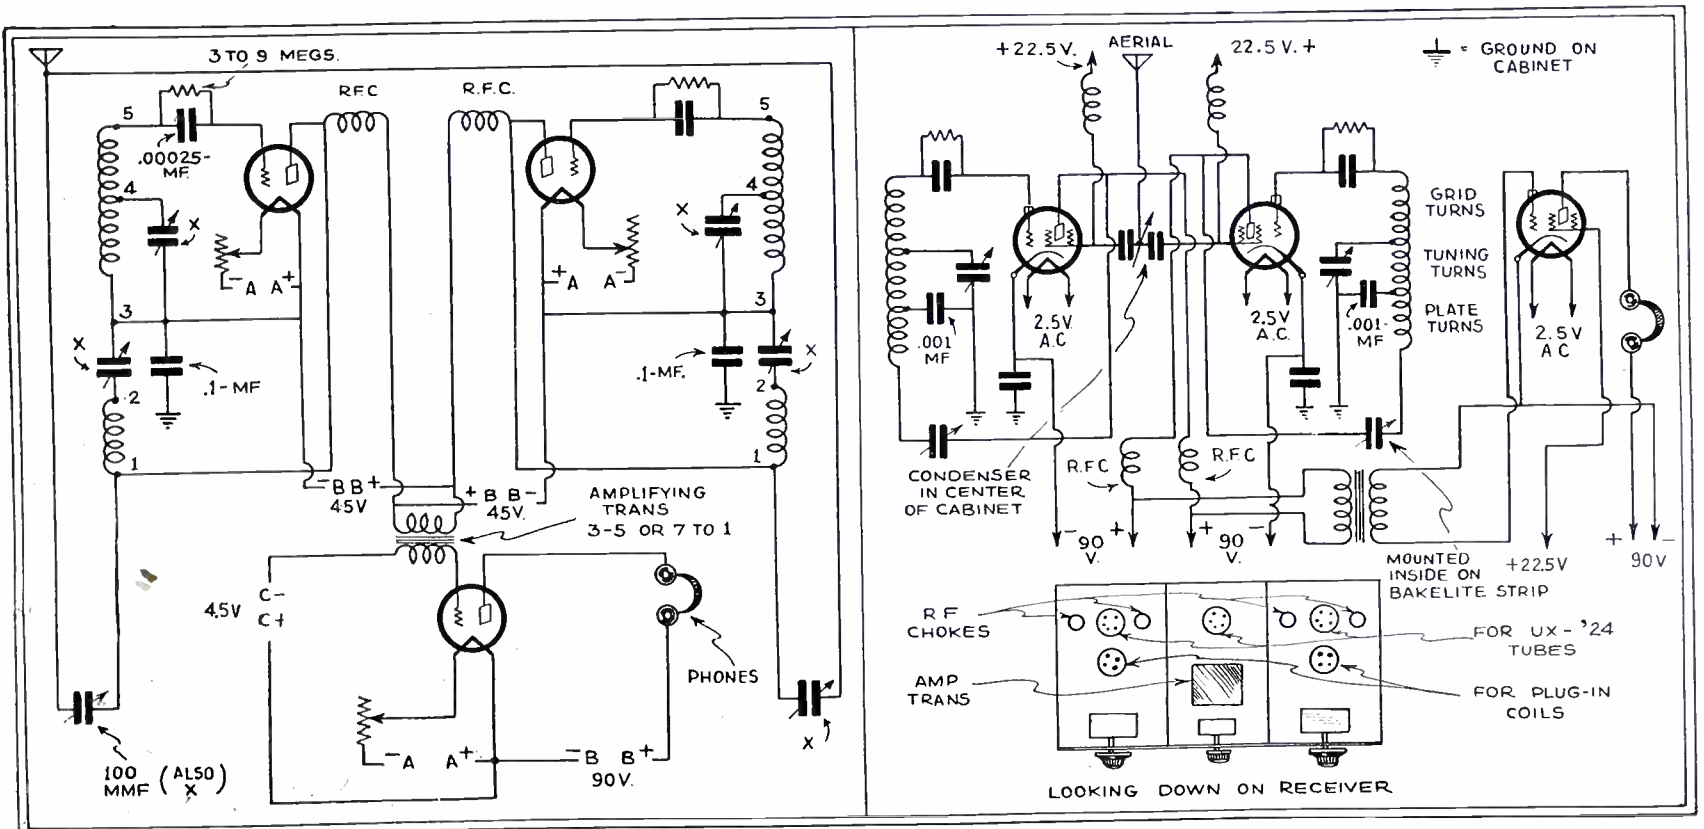 3 TO 9 MEGS.
R.F.C
R.F.C.
5
5
.00025-
MF.
4
4
X
X
- A A +
+ A A -
3
3
X
X
.1-MF
.1-MF.
2
2
1
1
- B B +
45V
+ B B -
45V.
AMPLIFYING
TRANS
3-5 OR 7 TO 1
4.5V
C-
C+
PHONES
- A A +
- B B +
90V.
100
MMF (ALSO
X)
X
+22.5V.
AERIAL
22.5 V. +
= GROUND ON
CABINET
GRID
TURNS
TUNING
TURNS
PLATE
TURNS
.001
MF
2.5V.
A.C
2.5V
A.C.
.001-
MF
2.5V
A C
CONDENSER
IN CENTER
OF CABINET
R.F.C
R.F.C
- 90 +
V.
+ 90 -
V.
MOUNTED
INSIDE ON
BAKELITE STRIP
+22.5V
+ -
90V
R F
CHOKES
AMP
TRANS
FOR UX-'24
TUBES
FOR PLUG-IN
COILS
LOOKING DOWN ON RECEIVER